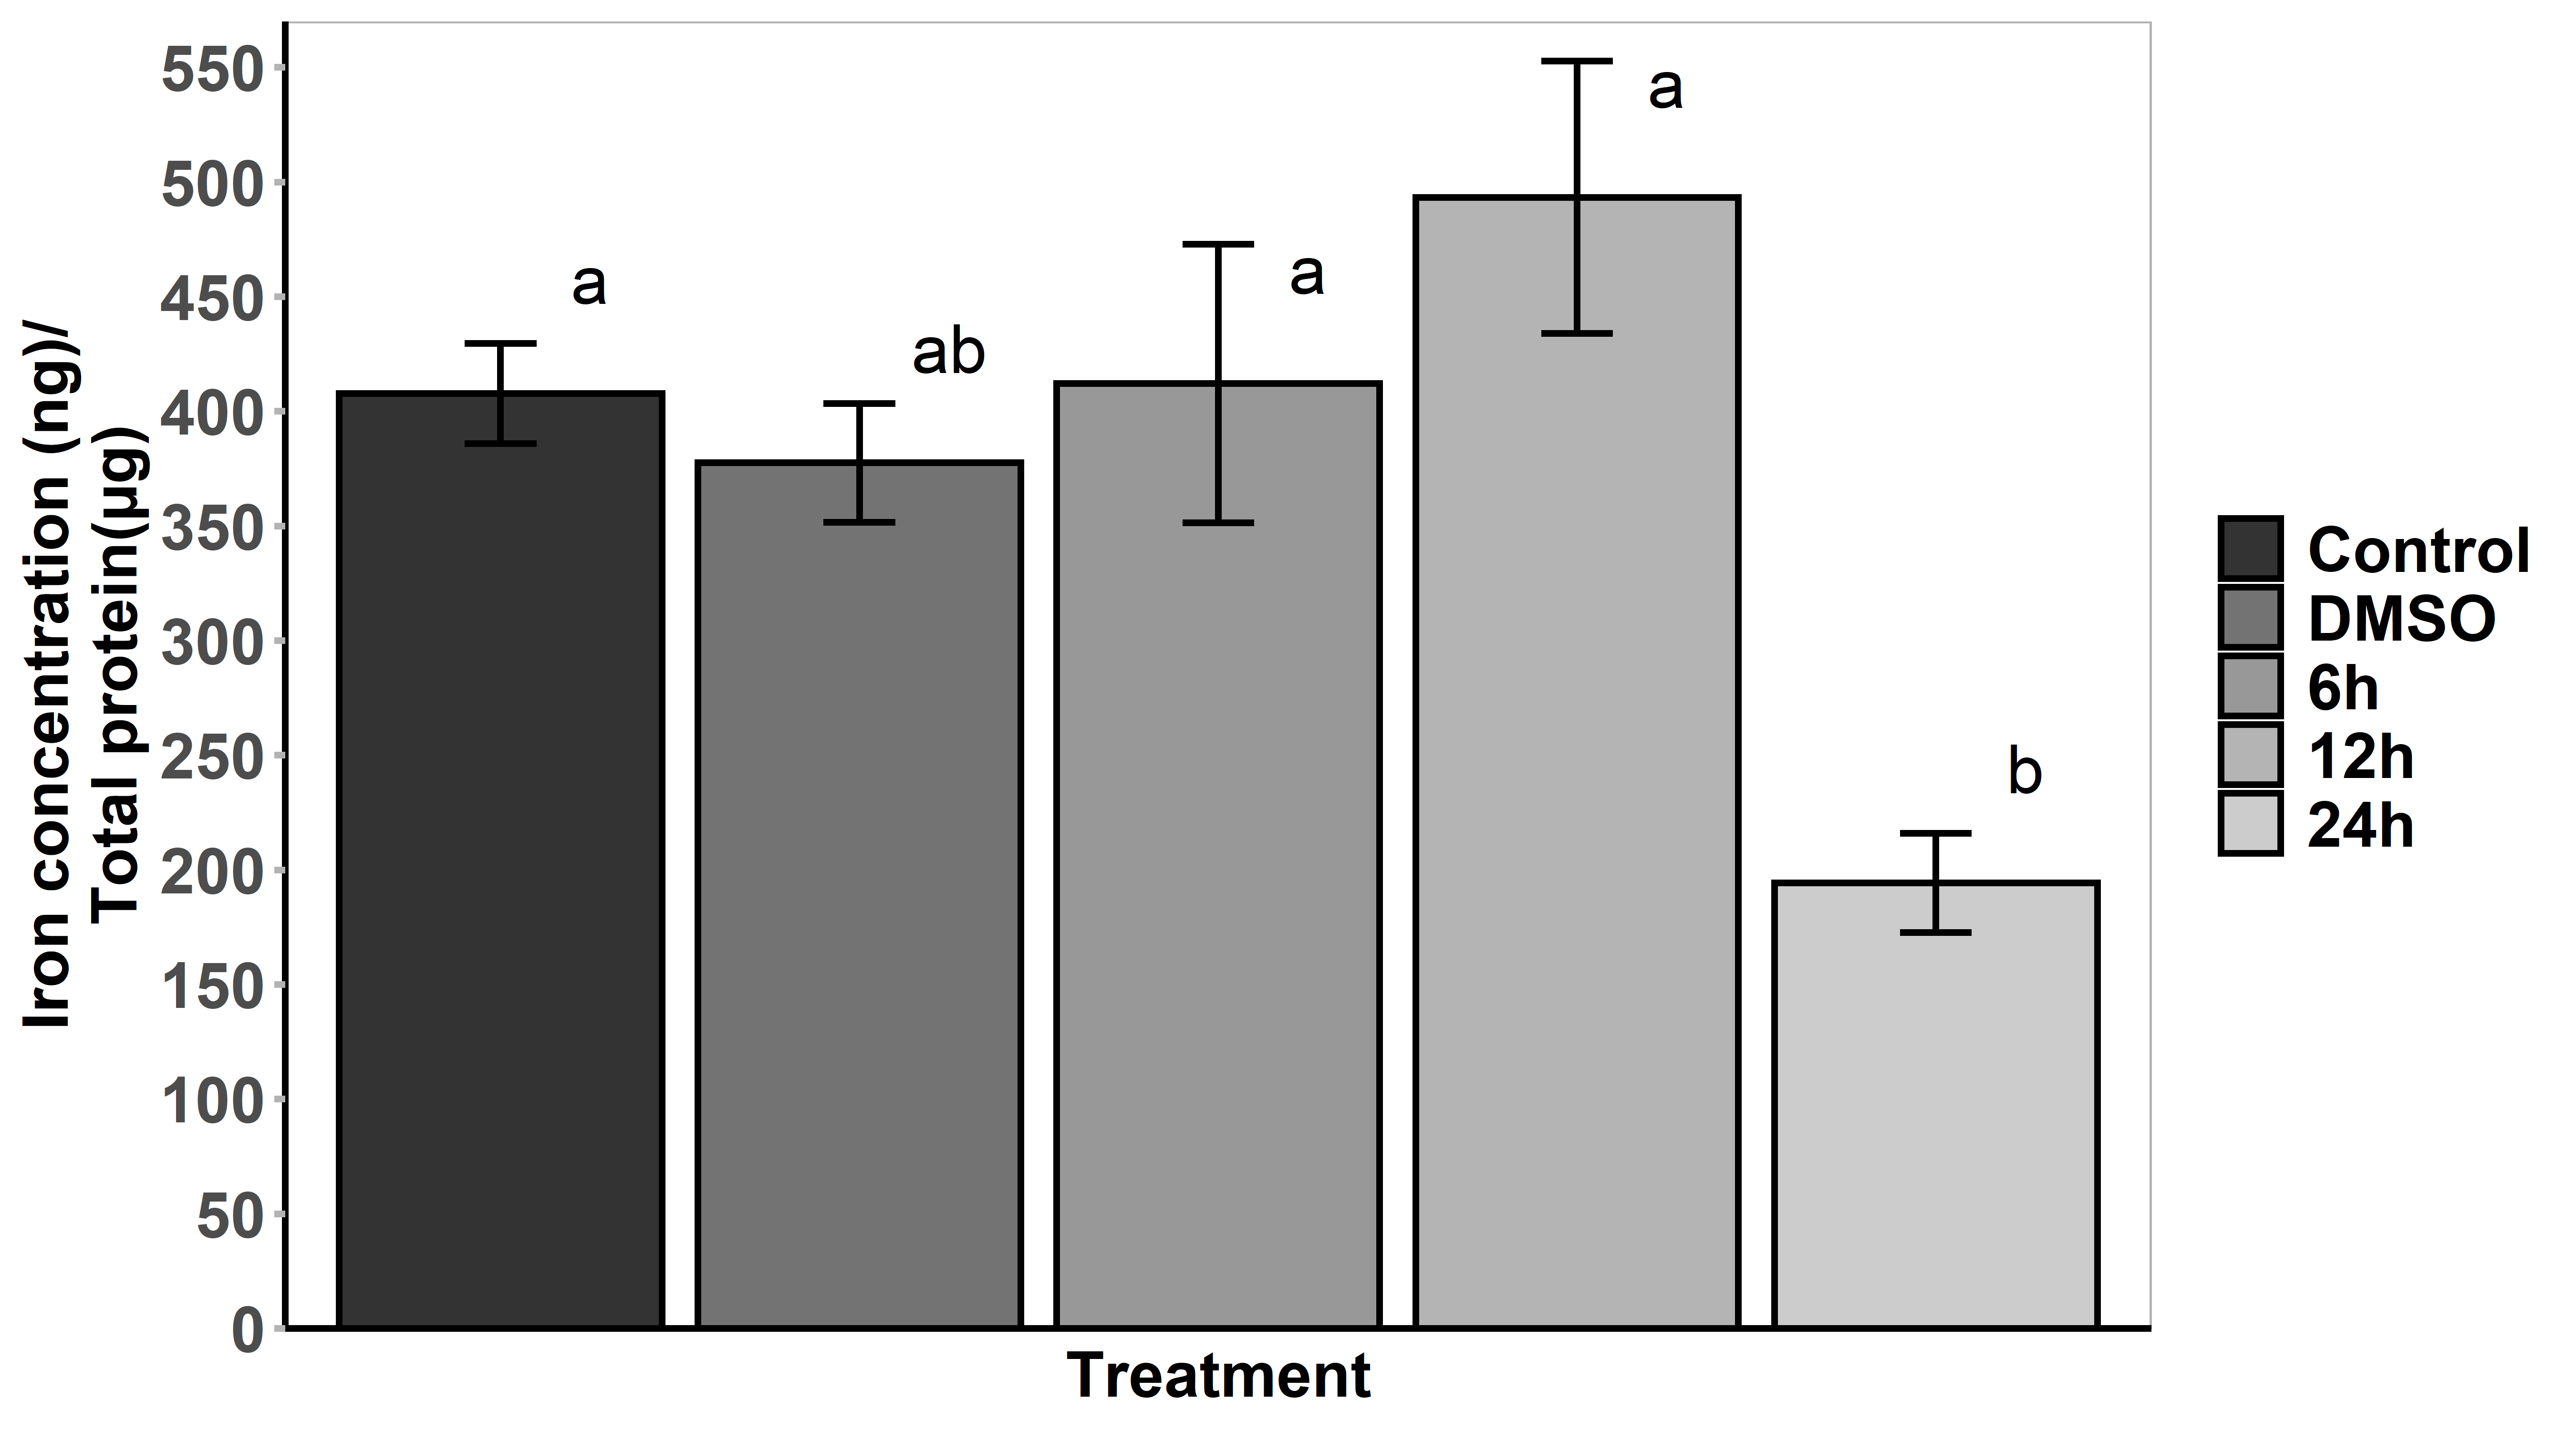 Iron concentration (ng)/
Total protein(µg)
550
500
450
400
350
300
250
200
150
100
50
0
a
ab
a
a
b
Treatment
Control
DMSO
6h
12h
24h